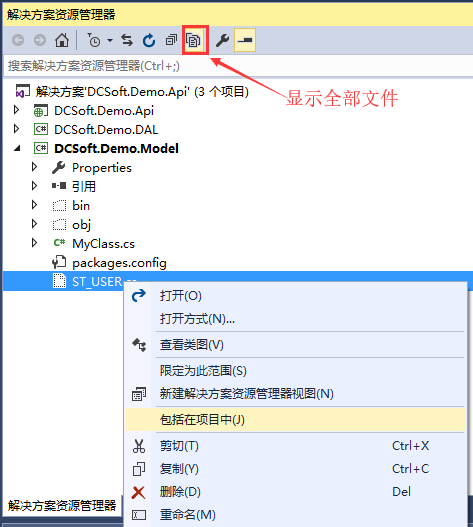 解决方案资源管理器
搜索解决方案资源管理器(Ctrl+;)
显示全部文件
解决方案'DCSoft.Demo.Api' (3 个项目)
DCSoft.Demo.Api
C# DCSoft.Demo.DAL
C# DCSoft.Demo.Model
Properties
引用
bin
obj
C# MyClass.cs
packages.config
ST_USER.cs
打开(O)
打开方式(N)...
查看类图(V)
限定为此范围(S)
新建解决方案资源管理器视图(N)
包括在项目中(J)
剪切(T) Ctrl+X
复制(Y) Ctrl+C
删除(D) Del
解决方案资源管理器
重命名(M)